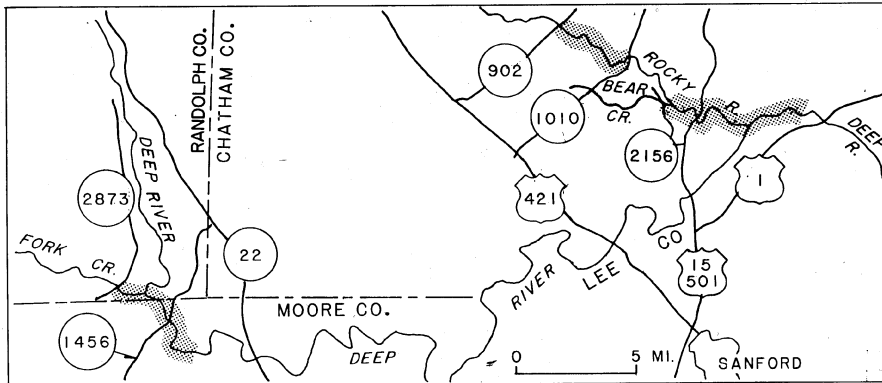 RANDOLPH CO.
CHATHAM CO.
902
ROCKY
R.
BEAR
CR.
1010
2156
DEEP
R.
DEEP RIVER
2873
421
1
FORK
CR.
22
RIVER
LEE
CO
15
501
MOORE CO.
1456
DEEP
0 5 MI.
SANFORD